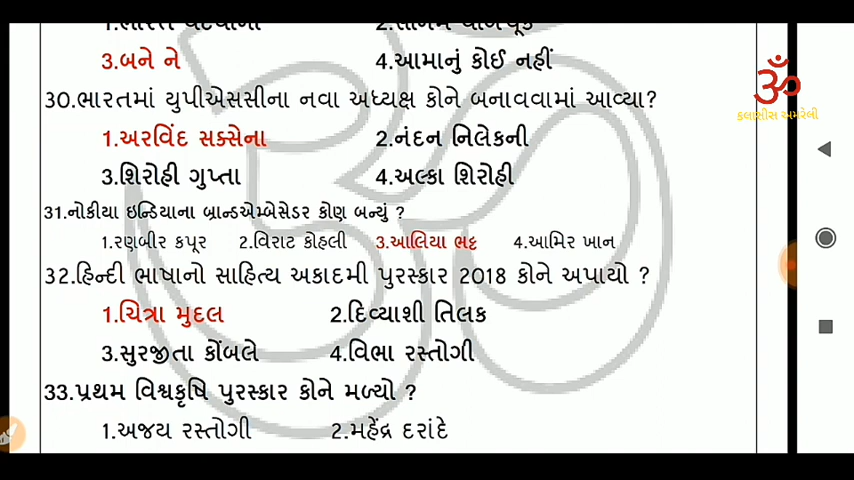 3.બને ને 4.આમાનું કોઈ નહીં
30.ભારતમાં યુપીએસસીના નવા અધ્યક્ષ કોને બનાવવામાં આવ્યા?
1.અરવિંદ સક્સેના 2.નંદન નિલેકની
3.શિરોહી ગુપ્તા 4.અલ્કા શિરોહી
31.નોકીયા ઇન્ડિયાના બ્રાન્ડએમ્બેસેડર કોણ બન્યું ?
1.રણબીર કપૂર 2.વિરાટ કોહલી 3.આલિયા ભટ્ટ 4.આમિર ખાન
32.હિન્દી ભાષાનો સાહિત્ય અકાદમી પુરસ્કાર 2018 કોને અપાયો ?
1.ચિત્રા મુદલ 2.દિવ્યાશી તિલક
3.સુરજીતા કોંબલે 4.વિભા રસ્તોગી
33.પ્રથમ વિશ્વકૃષિ પુરસ્કાર કોને મળ્યો ?
1.અજય રસ્તોગી 2.મહેંદ્ર દરાંદે
ૐ
કલાસીસ અમરેલી